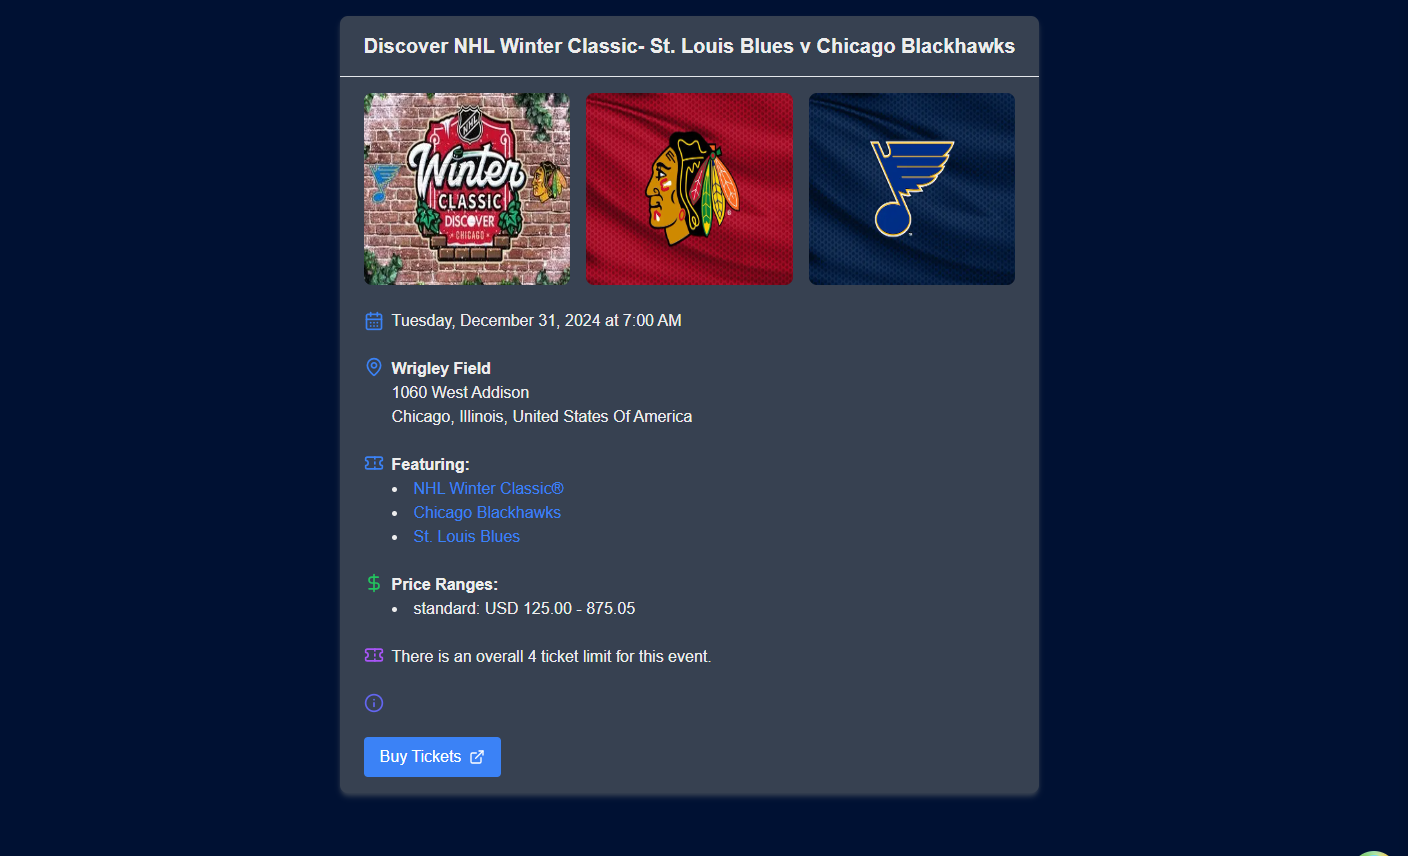 Discover NHL Winter Classic- St. Louis Blues v Chicago Blackhawks
NHL
Winter
CLASSIC
DISCOVER
CHICAGO
Tuesday, December 31, 2024 at 7:00 AM
Wrigley Field
1060 West Addison
Chicago, Illinois, United States Of America
Featuring:
NHL Winter Classic®
Chicago Blackhawks
St. Louis Blues
Price Ranges:
standard: USD 125.00 - 875.05
There is an overall 4 ticket limit for this event.
Buy Tickets